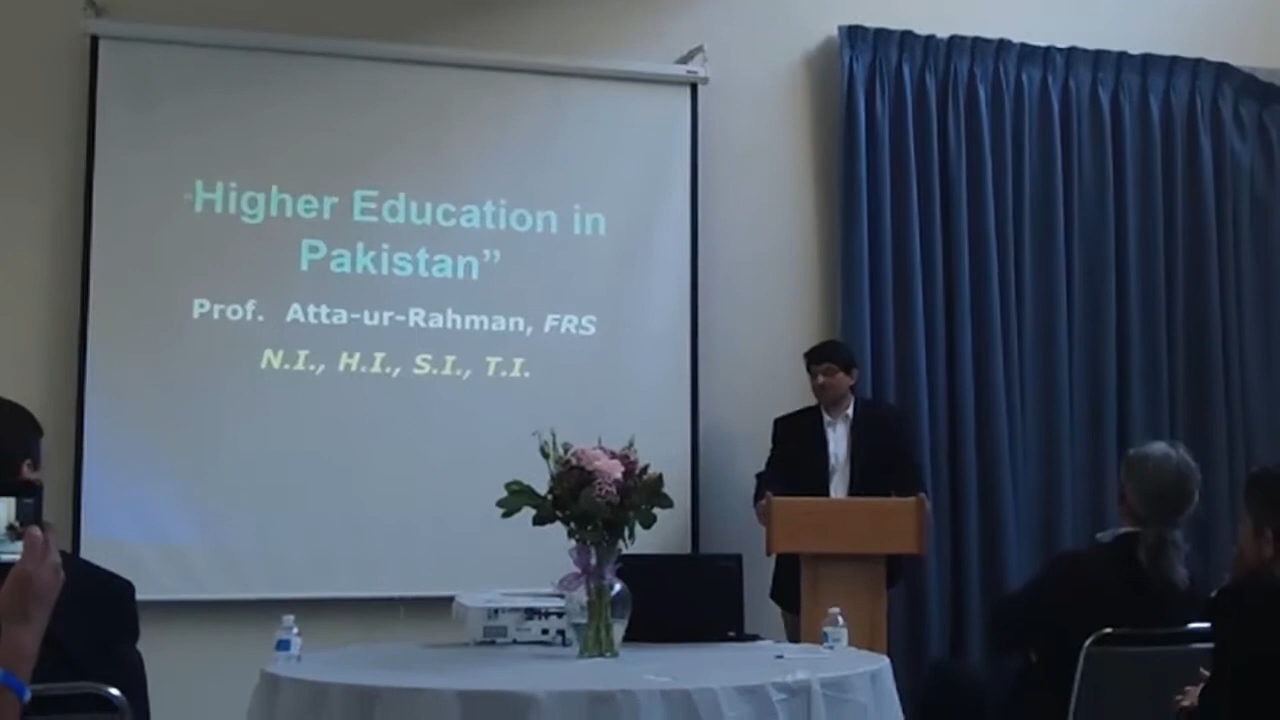 "Higher Education in
Pakistan”
Prof. Atta-ur-Rahman, FRS
N.I., H.I., S.I., T.I.